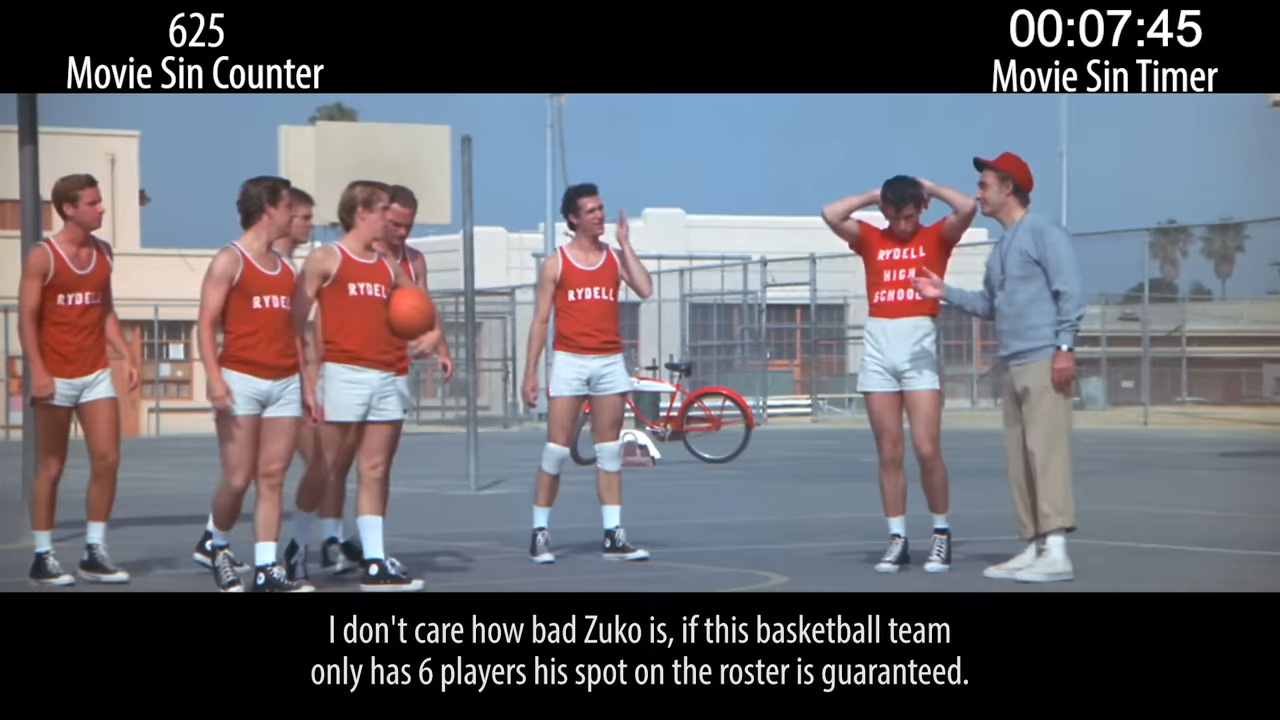 625
Movie Sin Counter
00:07:45
Movie Sin Timer
RYDELL
RYDELL
RYDEL
RYDELL
RYDELL
HIGH
SCHOOL
I don't care how bad Zuko is, if this basketball team
only has 6 players his spot on the roster is guaranteed.